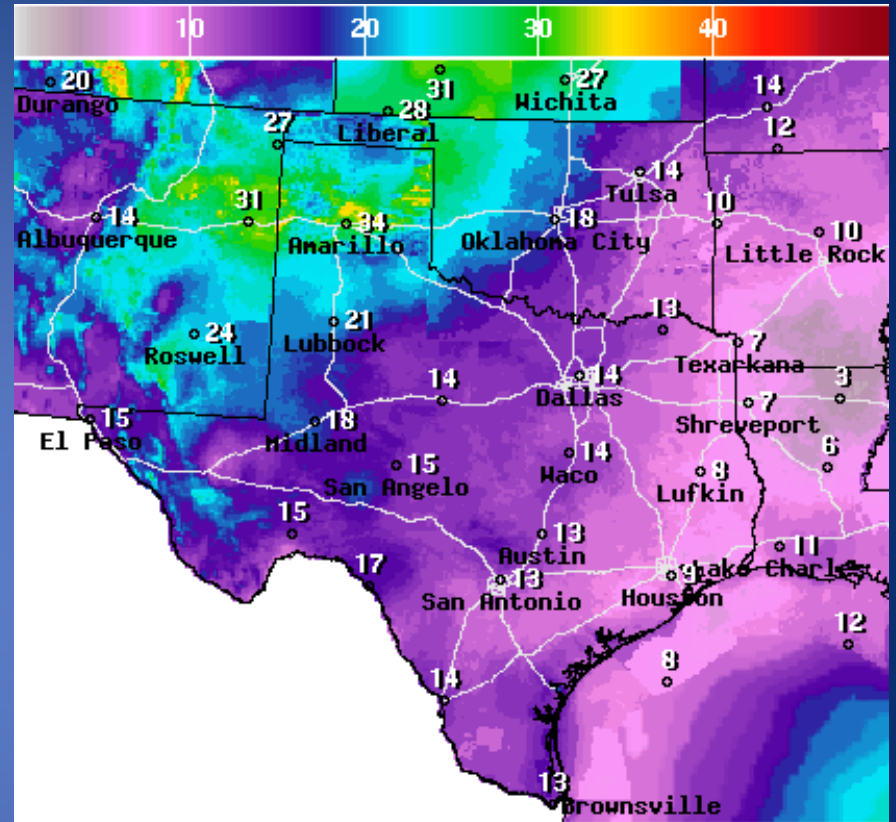 10 20 30 40
20 31 27 14
Durango Wichita
28 12
Liberal
27
14
Tulsa
14 31 34 18 10 10
Albuquerque Amarillo Oklahoma City Little Rock
24 21 13 7
Roswell Lubbock Texarkana
14 14 7 3
Dallas
15 18 Shreveport
El Paso Midland
15 14 8 6
San Angelo Waco Lufkin
15 13 11
Austin
17 13 9 Lake Charles
San Antonio Houston
12
14 8
13
Brownsville